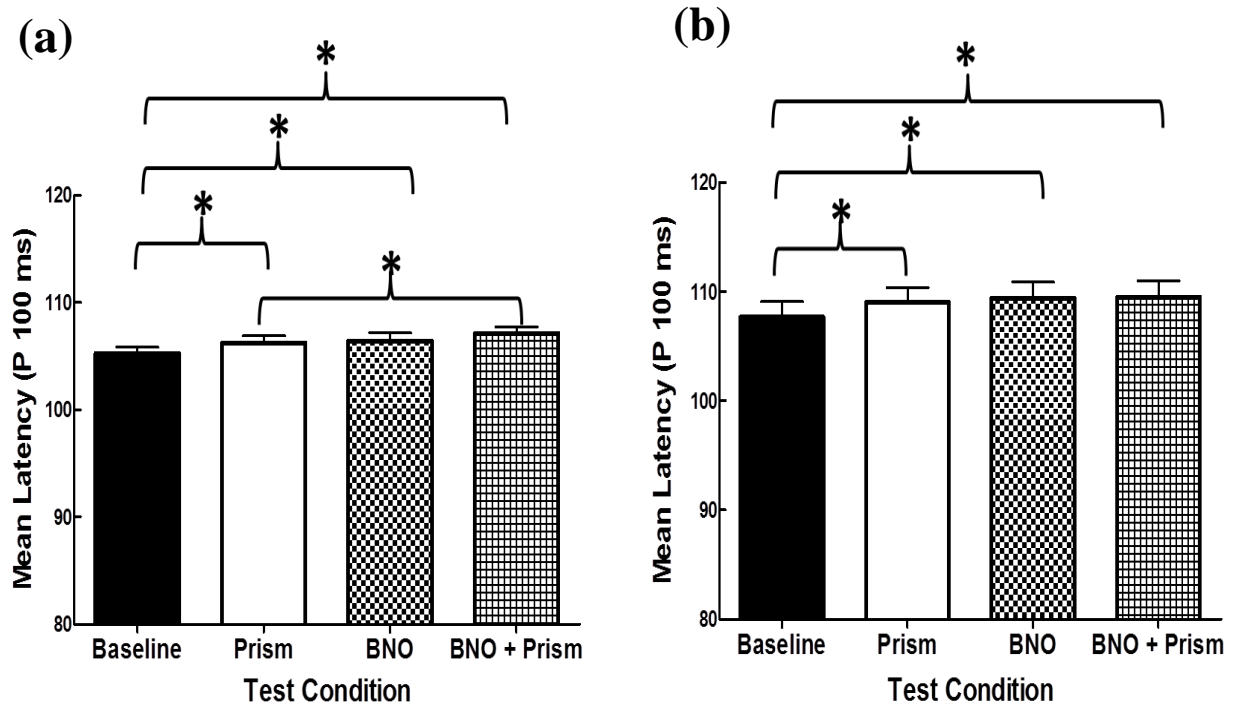 (a)
*
*
*
*
Mean Latency (P 100 ms)
120
110
100
90
80
Baseline Prism BNO BNO + Prism
Test Condition
(b)
*
*
*
Mean Latency (P 100 ms)
120
110
100
90
80
Baseline Prism BNO BNO + Prism
Test Condition